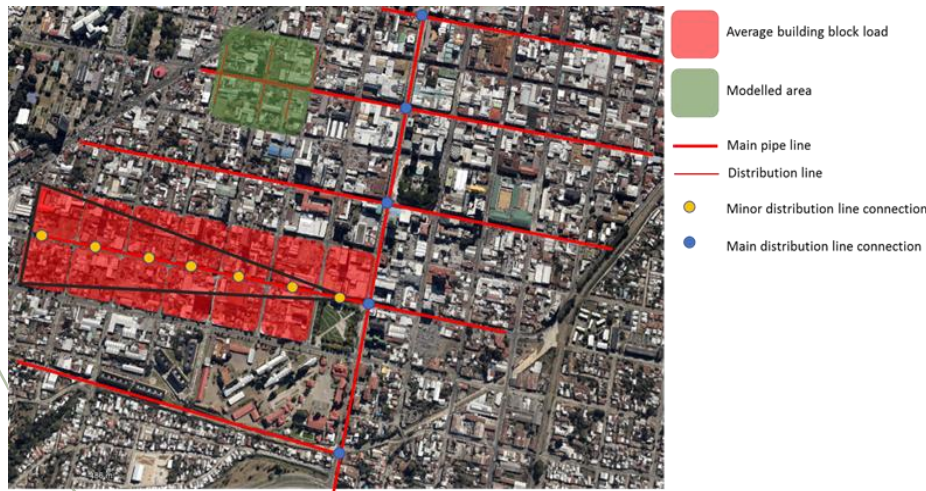 Average building block load
Modelled area
Main pipe line
Distribution line
Minor distribution line connection
Main distribution line connection